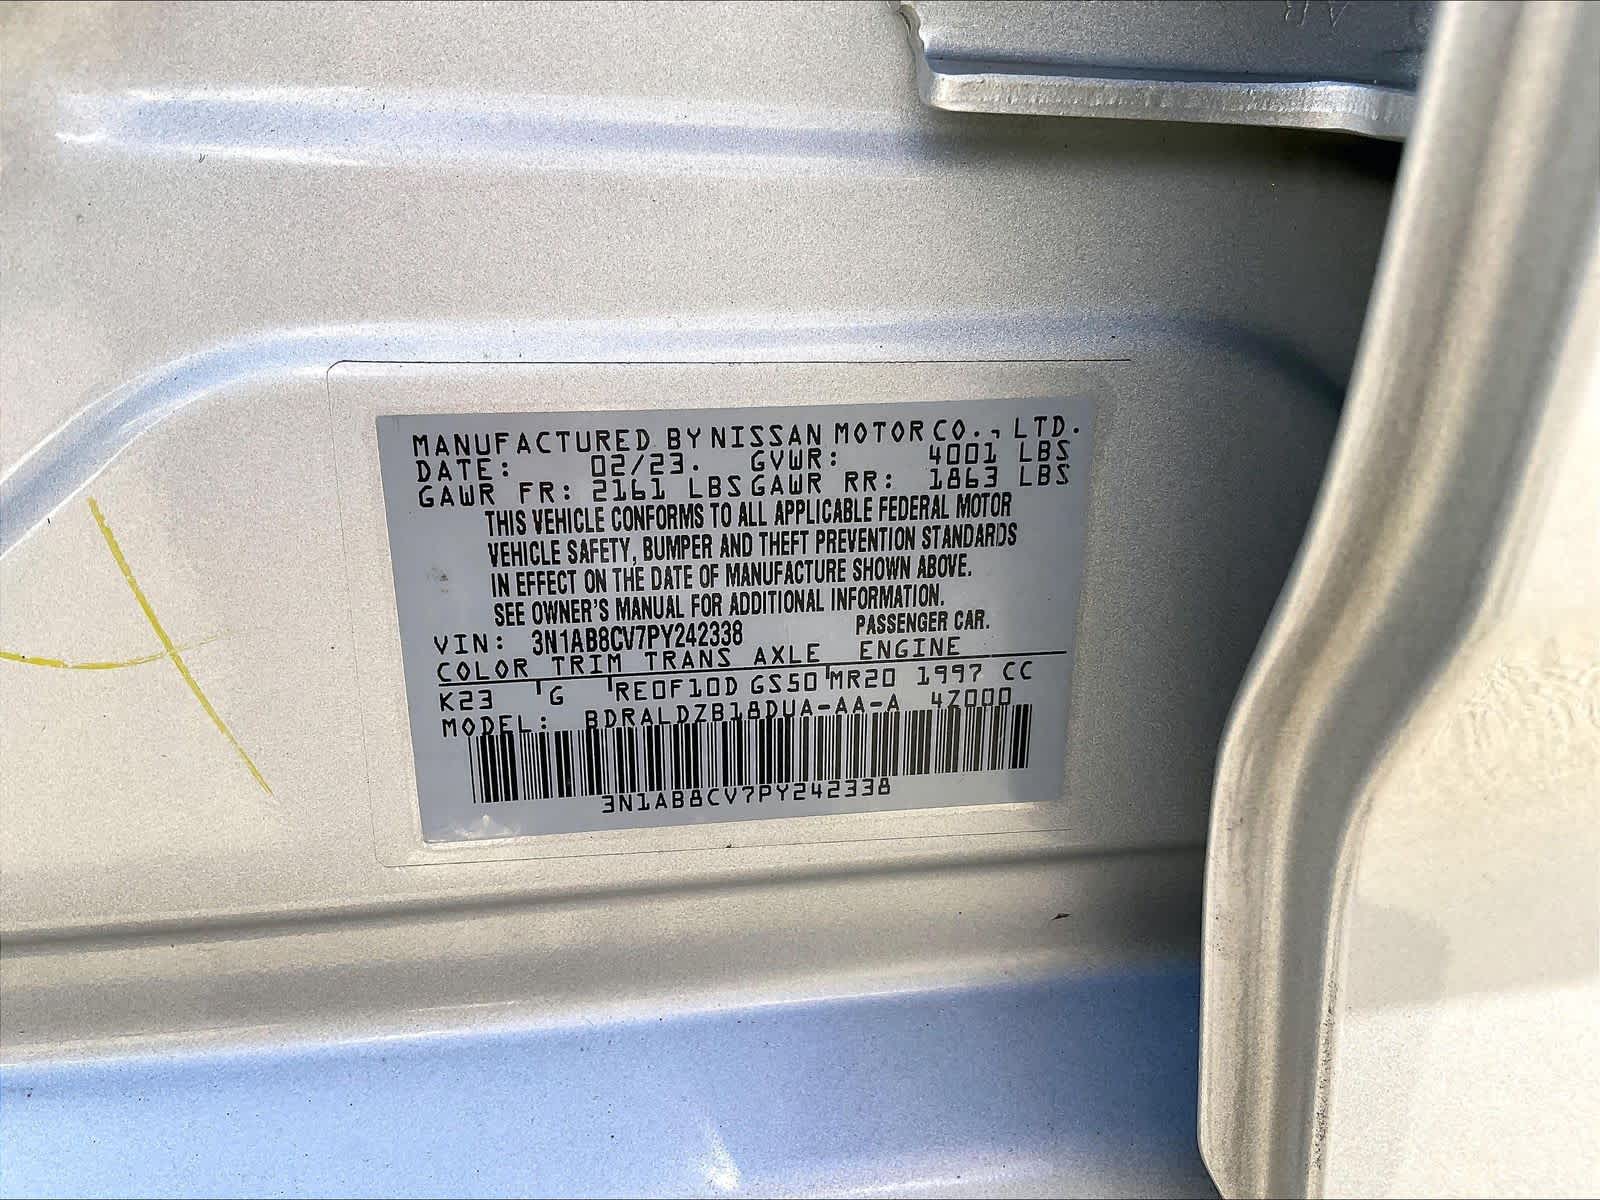 MANUFACTURED BY NISSAN MOTOR CO., LTD.
DATE: 02/23. GVWR: 4001 LBS
GAWR FR: 2161 LBS GAWR RR: 1863 LBS
THIS VEHICLE CONFORMS TO ALL APPLICABLE FEDERAL MOTOR
VEHICLE SAFETY, BUMPER AND THEFT PREVENTION STANDARDS
IN EFFECT ON THE DATE OF MANUFACTURE SHOWN ABOVE.
SEE OWNER'S MANUAL FOR ADDITIONAL INFORMATION.
VIN: 3N1AB8CV7PY242338 PASSENGER CAR.
COLOR TRIM TRANS AXLE ENGINE
K23 G RE0F10D GS50 MR20 1997 CC
MODEL: BDRALDZB18DUA-AA-A 4Z000
3N1AB8CV7PY242338